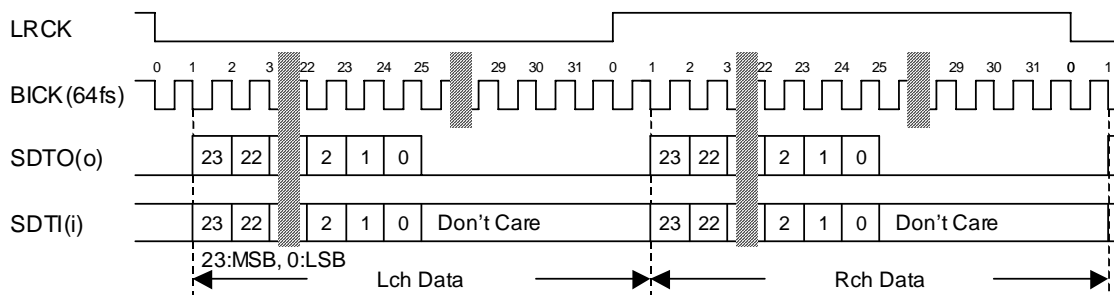 LRCK
0 1 2 3 22 23 24 25 29 30 31 0 1 2 3 22 23 24 25 29 30 31 0 1
BICK(64fs)
SDTO(o) 23 22 2 1 0 23 22 2 1 0
SDTI(i) 23 22 2 1 0 Don't Care 23 22 2 1 0 Don't Care
23:MSB, 0:LSB
Lch Data Rch Data